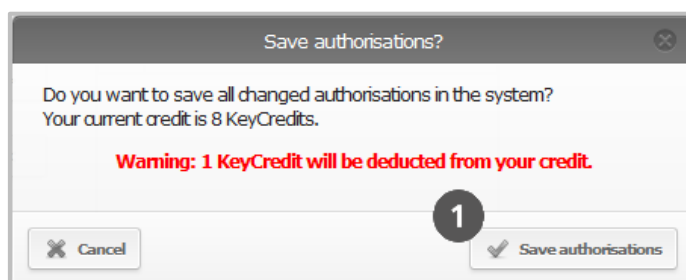 Save authorisations?
Do you want to save all changed authorisations in the system?
Your current credit is 8 KeyCredits.
Warning: 1 KeyCredit will be deducted from your credit.
1
Cancel
Save authorisations